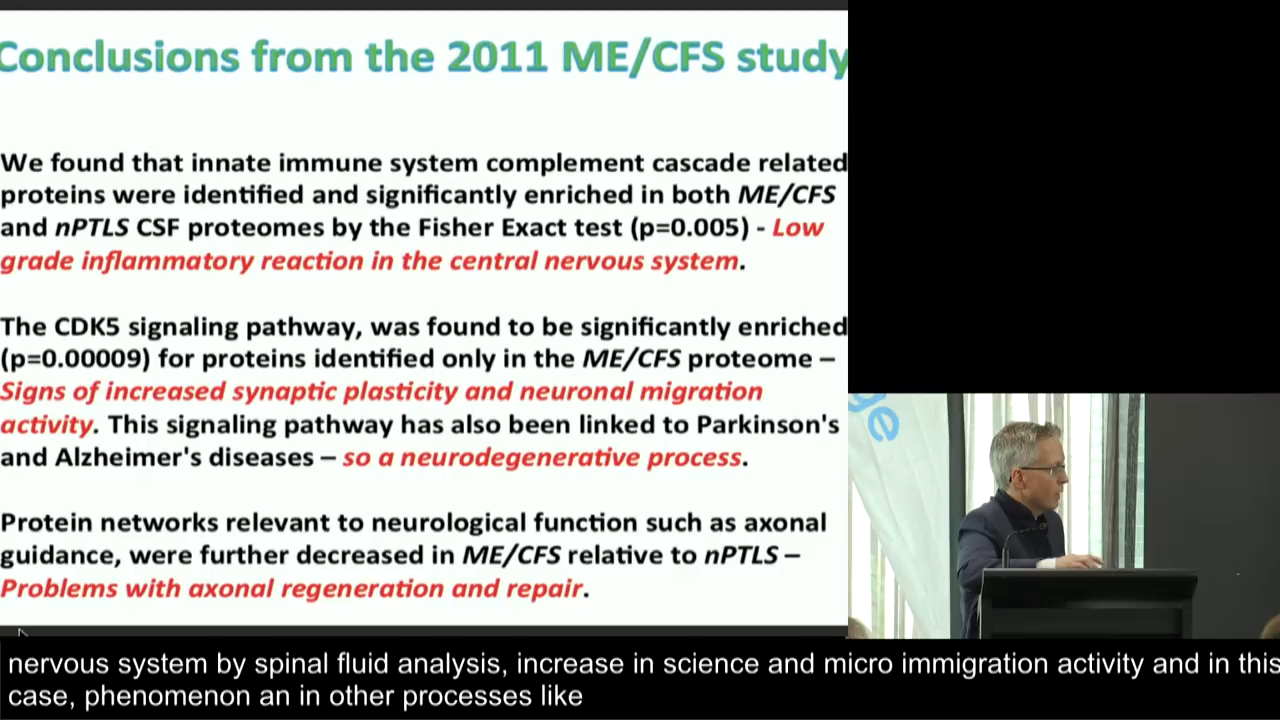 Conclusions from the 2011 ME/CFS study
We found that innate immune system complement cascade related
proteins were identified and significantly enriched in both ME/CFS
and nPTLS CSF proteomes by the Fisher Exact test (p=0.005) - Low
grade inflammatory reaction in the central nervous system.
The CDK5 signaling pathway, was found to be significantly enriched
(p=0.00009) for proteins identified only in the ME/CFS proteome –
Signs of increased synaptic plasticity and neuronal migration
activity. This signaling pathway has also been linked to Parkinson's
and Alzheimer's diseases – so a neurodegenerative process.
Protein networks relevant to neurological function such as axonal
guidance, were further decreased in ME/CFS relative to nPTLS –
Problems with axonal regeneration and repair.
nervous system by spinal fluid analysis, increase in science and micro immigration activity and in this
case, phenomenon an in other processes like